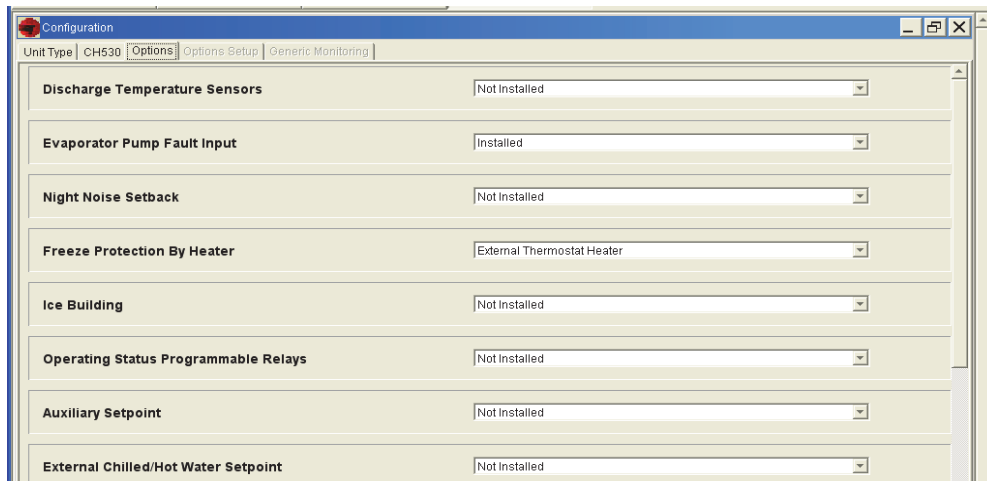 Configuration
Unit Type CH530 Options Options Setup Generic Monitoring
Discharge Temperature Sensors Not Installed
Evaporator Pump Fault Input Installed
Night Noise Setback Not Installed
Freeze Protection By Heater External Thermostat Heater
Ice Building Not Installed
Operating Status Programmable Relays Not Installed
Auxiliary Setpoint Not Installed
External Chilled/Hot Water Setpoint Not Installed